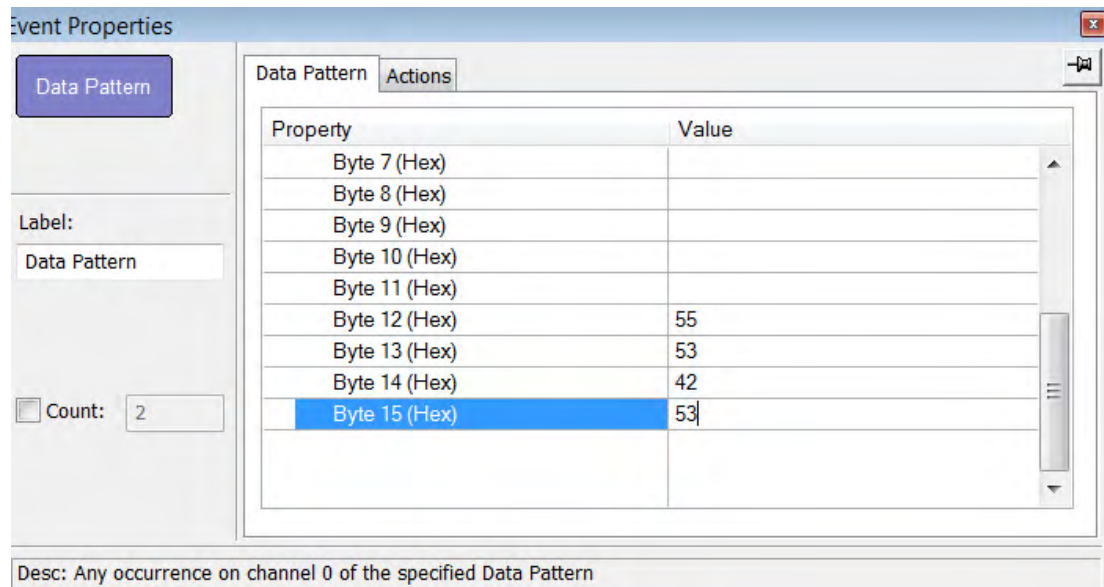 Event Properties
Data Pattern
Data Pattern Actions
Property Value
Byte 7 (Hex)
Byte 8 (Hex)
Byte 9 (Hex)
Byte 10 (Hex)
Byte 11 (Hex)
Byte 12 (Hex) 55
Byte 13 (Hex) 53
Byte 14 (Hex) 42
Byte 15 (Hex) 53
Label:
Data Pattern
Count: 2
Desc: Any occurrence on channel 0 of the specified Data Pattern